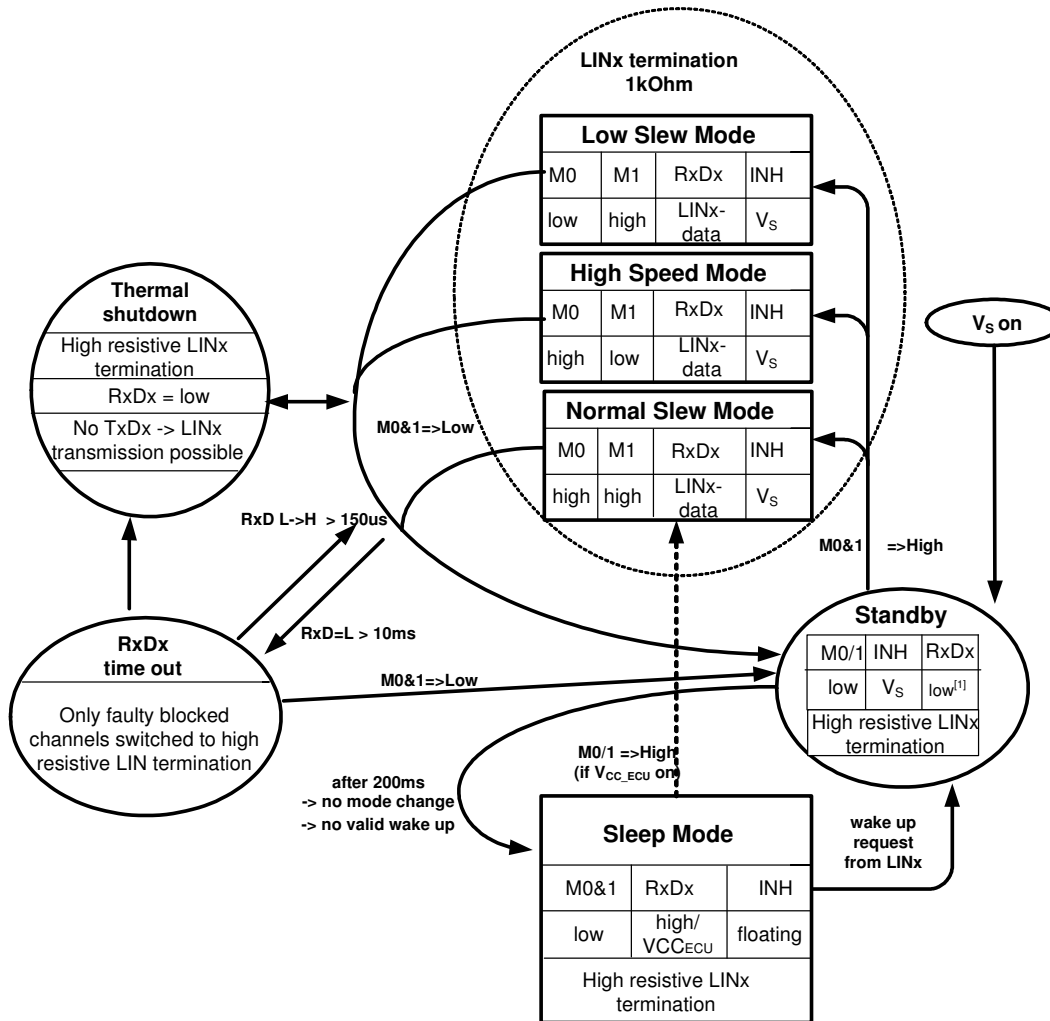 LINx termination
1kOhm
Low Slew Mode
M0 M1 RxDx INH
low high LINx-data VS
High Speed Mode
M0 M1 RxDx INH
high low LINx-data VS
Normal Slew Mode
M0 M1 RxDx INH
high high LINx-data VS
Thermal
shutdown
High resistive LINx
termination
RxDx = low
No TxDx -> LINx
transmission possible
VS on
M0&1=>Low
RxD L->H > 150us
RxD=L > 10ms
M0&1 =>High
RxDx
time out
Only faulty blocked
channels switched to high
resistive LIN termination
M0&1=>Low
Standby
M0/1 INH RxDx
low VS low[1]
High resistive LINx
termination
M0/1 =>High
(if VCC_ECU on)
after 200ms
-> no mode change
-> no valid wake up
wake up
request
from LINx
Sleep Mode
M0&1 RxDx INH
low high/ VCCECU floating
High resistive LINx
termination